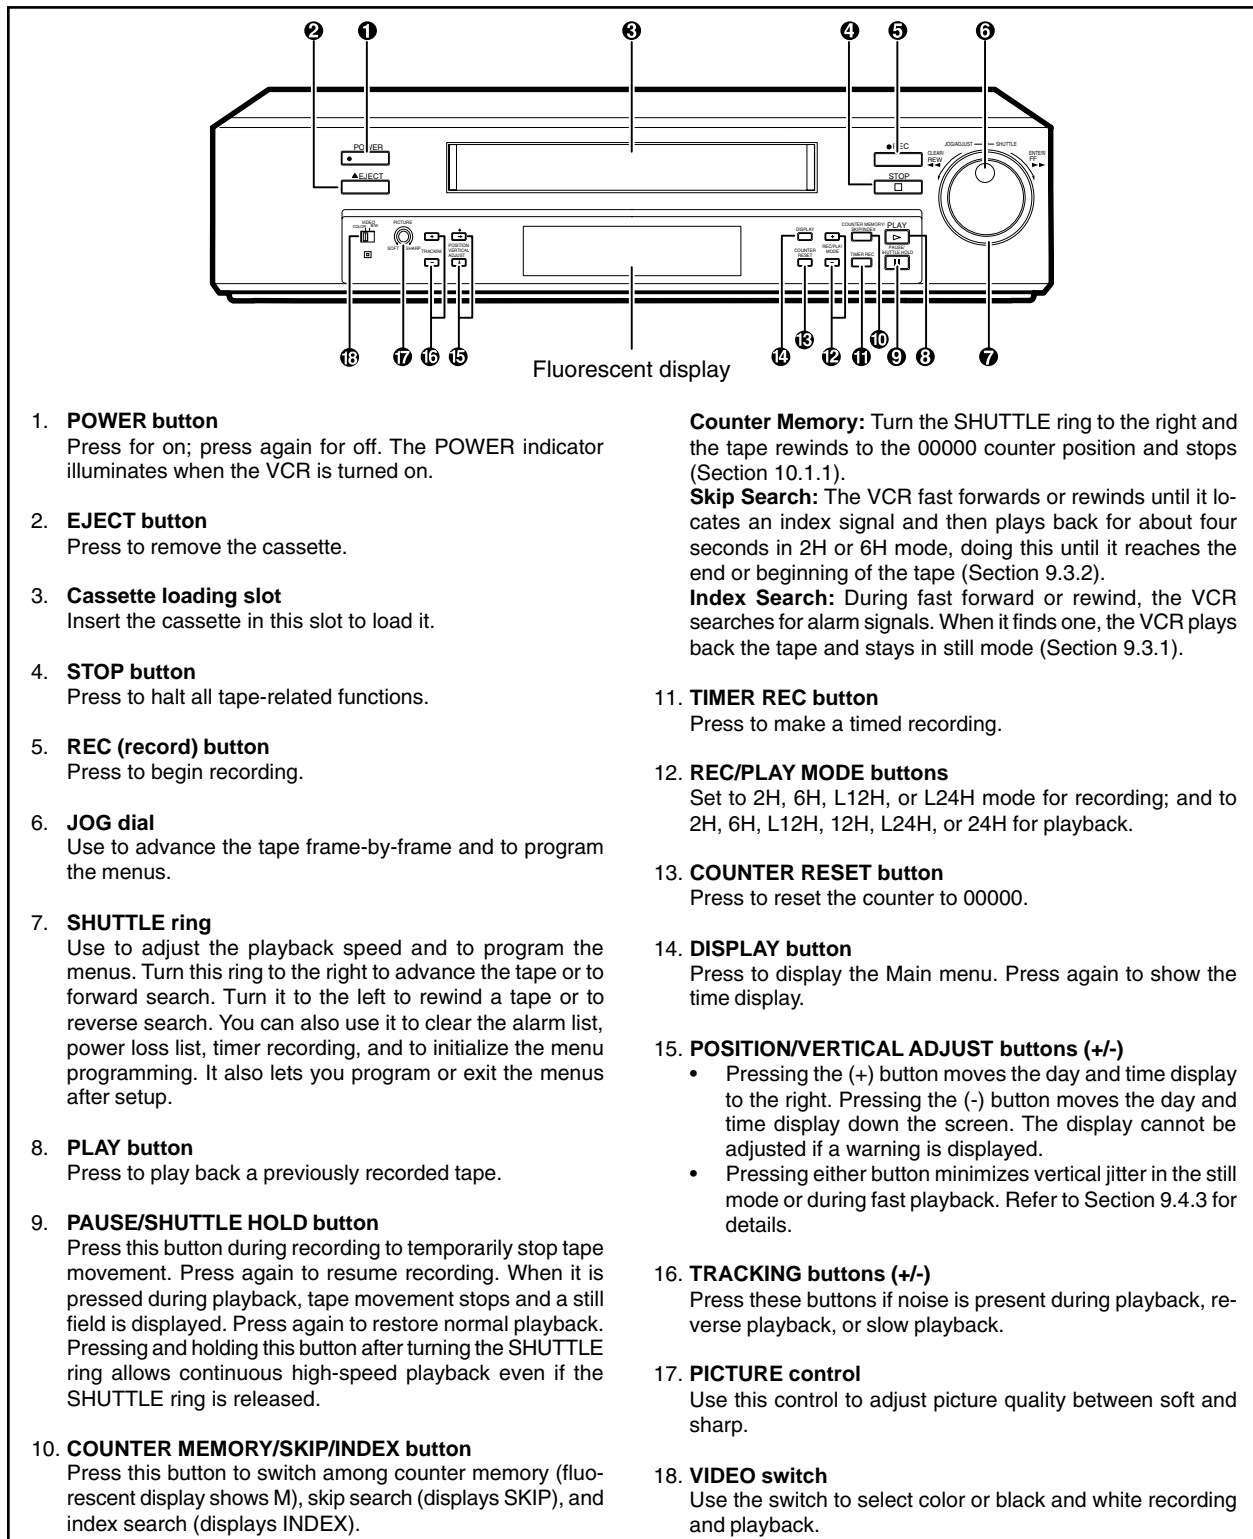 2 1 3 4 5 6
POWER
EJECT
REC
STOP
JOG/ADJUST SHUTTLE
CLEAR/
REW
ENTER/
FF
VIDEO
COLOR B/W
PICTURE
SOFT SHARP
TRACKING
POSITION
VERTICAL
ADJUST
DISPLAY
COUNTER
RESET
REC/PLAY
MODE
COUNTER MEMORY/
SKIP/INDEX
TIMER REC
PLAY
PAUSE/
SHUTTLE HOLD
18 17 16 15 14 13 12 11 10 9 8 7
Fluorescent display
1. POWER button
Press for on; press again for off. The POWER indicator
illuminates when the VCR is turned on.
2. EJECT button
Press to remove the cassette.
3. Cassette loading slot
Insert the cassette in this slot to load it.
4. STOP button
Press to halt all tape-related functions.
5. REC (record) button
Press to begin recording.
6. JOG dial
Use to advance the tape frame-by-frame and to program
the menus.
7. SHUTTLE ring
Use to adjust the playback speed and to program the
menus. Turn this ring to the right to advance the tape or to
forward search. Turn it to the left to rewind a tape or to
reverse search. You can also use it to clear the alarm list,
power loss list, timer recording, and to initialize the menu
programming. It also lets you program or exit the menus
after setup.
8. PLAY button
Press to play back a previously recorded tape.
9. PAUSE/SHUTTLE HOLD button
Press this button during recording to temporarily stop tape
movement. Press again to resume recording. When it is
pressed during playback, tape movement stops and a still
field is displayed. Press again to restore normal playback.
Pressing and holding this button after turning the SHUTTLE
ring allows continuous high-speed playback even if the
SHUTTLE ring is released.
10. COUNTER MEMORY/SKIP/INDEX button
Press this button to switch among counter memory (fluo-
rescent display shows M), skip search (displays SKIP), and
index search (displays INDEX).
Counter Memory: Turn the SHUTTLE ring to the right and
the tape rewinds to the 00000 counter position and stops
(Section 10.1.1).
Skip Search: The VCR fast forwards or rewinds until it lo-
cates an index signal and then plays back for about four
seconds in 2H or 6H mode, doing this until it reaches the
end or beginning of the tape (Section 9.3.2).
Index Search: During fast forward or rewind, the VCR
searches for alarm signals. When it finds one, the VCR plays
back the tape and stays in still mode (Section 9.3.1).
11. TIMER REC button
Press to make a timed recording.
12. REC/PLAY MODE buttons
Set to 2H, 6H, L12H, or L24H mode for recording; and to
2H, 6H, L12H, 12H, L24H, or 24H for playback.
13. COUNTER RESET button
Press to reset the counter to 00000.
14. DISPLAY button
Press to display the Main menu. Press again to show the
time display.
15. POSITION/VERTICAL ADJUST buttons (+/-)
• Pressing the (+) button moves the day and time display
to the right. Pressing the (-) button moves the day and
time display down the screen. The display cannot be
adjusted if a warning is displayed.
• Pressing either button minimizes vertical jitter in the still
mode or during fast playback. Refer to Section 9.4.3 for
details.
16. TRACKING buttons (+/-)
Press these buttons if noise is present during playback, re-
verse playback, or slow playback.
17. PICTURE control
Use this control to adjust picture quality between soft and
sharp.
18. VIDEO switch
Use the switch to select color or black and white recording
and playback.